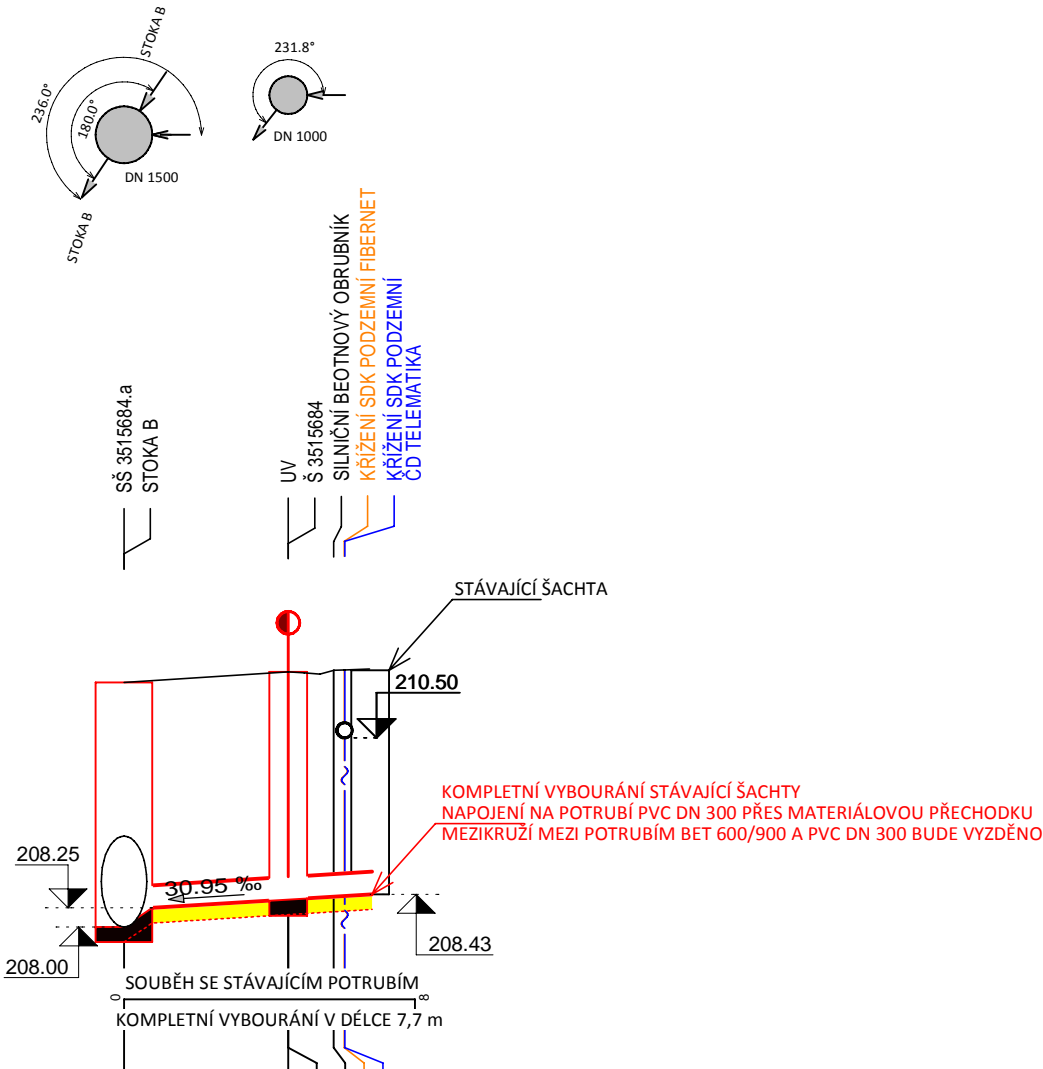 STOKA B
236.0°
180.0°
DN 1500
STOKA B
231.8°
DN 1000
SŠ 3515684.a
STOKA B
UV
Š 3515684
SILNIČNÍ BEOTNOVÝ OBRUBNÍK
KŘÍŽENÍ SDK PODZEMNÍ FIBERNET
KŘÍŽENÍ SDK PODZEMNÍ
ČD TELEMATIKA
STÁVAJÍCÍ ŠACHTA
210.50
KOMPLETNÍ VYBOURÁNÍ STÁVAJÍCÍ ŠACHTY
NAPOJENÍ NA POTRUBÍ PVC DN 300 PŘES MATERIÁLOVOU PŘECHODKU
MEZIKRUŽÍ MEZI POTRUBÍM BET 600/900 A PVC DN 300 BUDE VYZDĚNO
208.25
30.95 ‰
208.43
208.00
SOUBĚH SE STÁVAJÍCÍM POTRUBÍM
0 8
KOMPLETNÍ VYBOURÁNÍ V DÉLCE 7,7 m